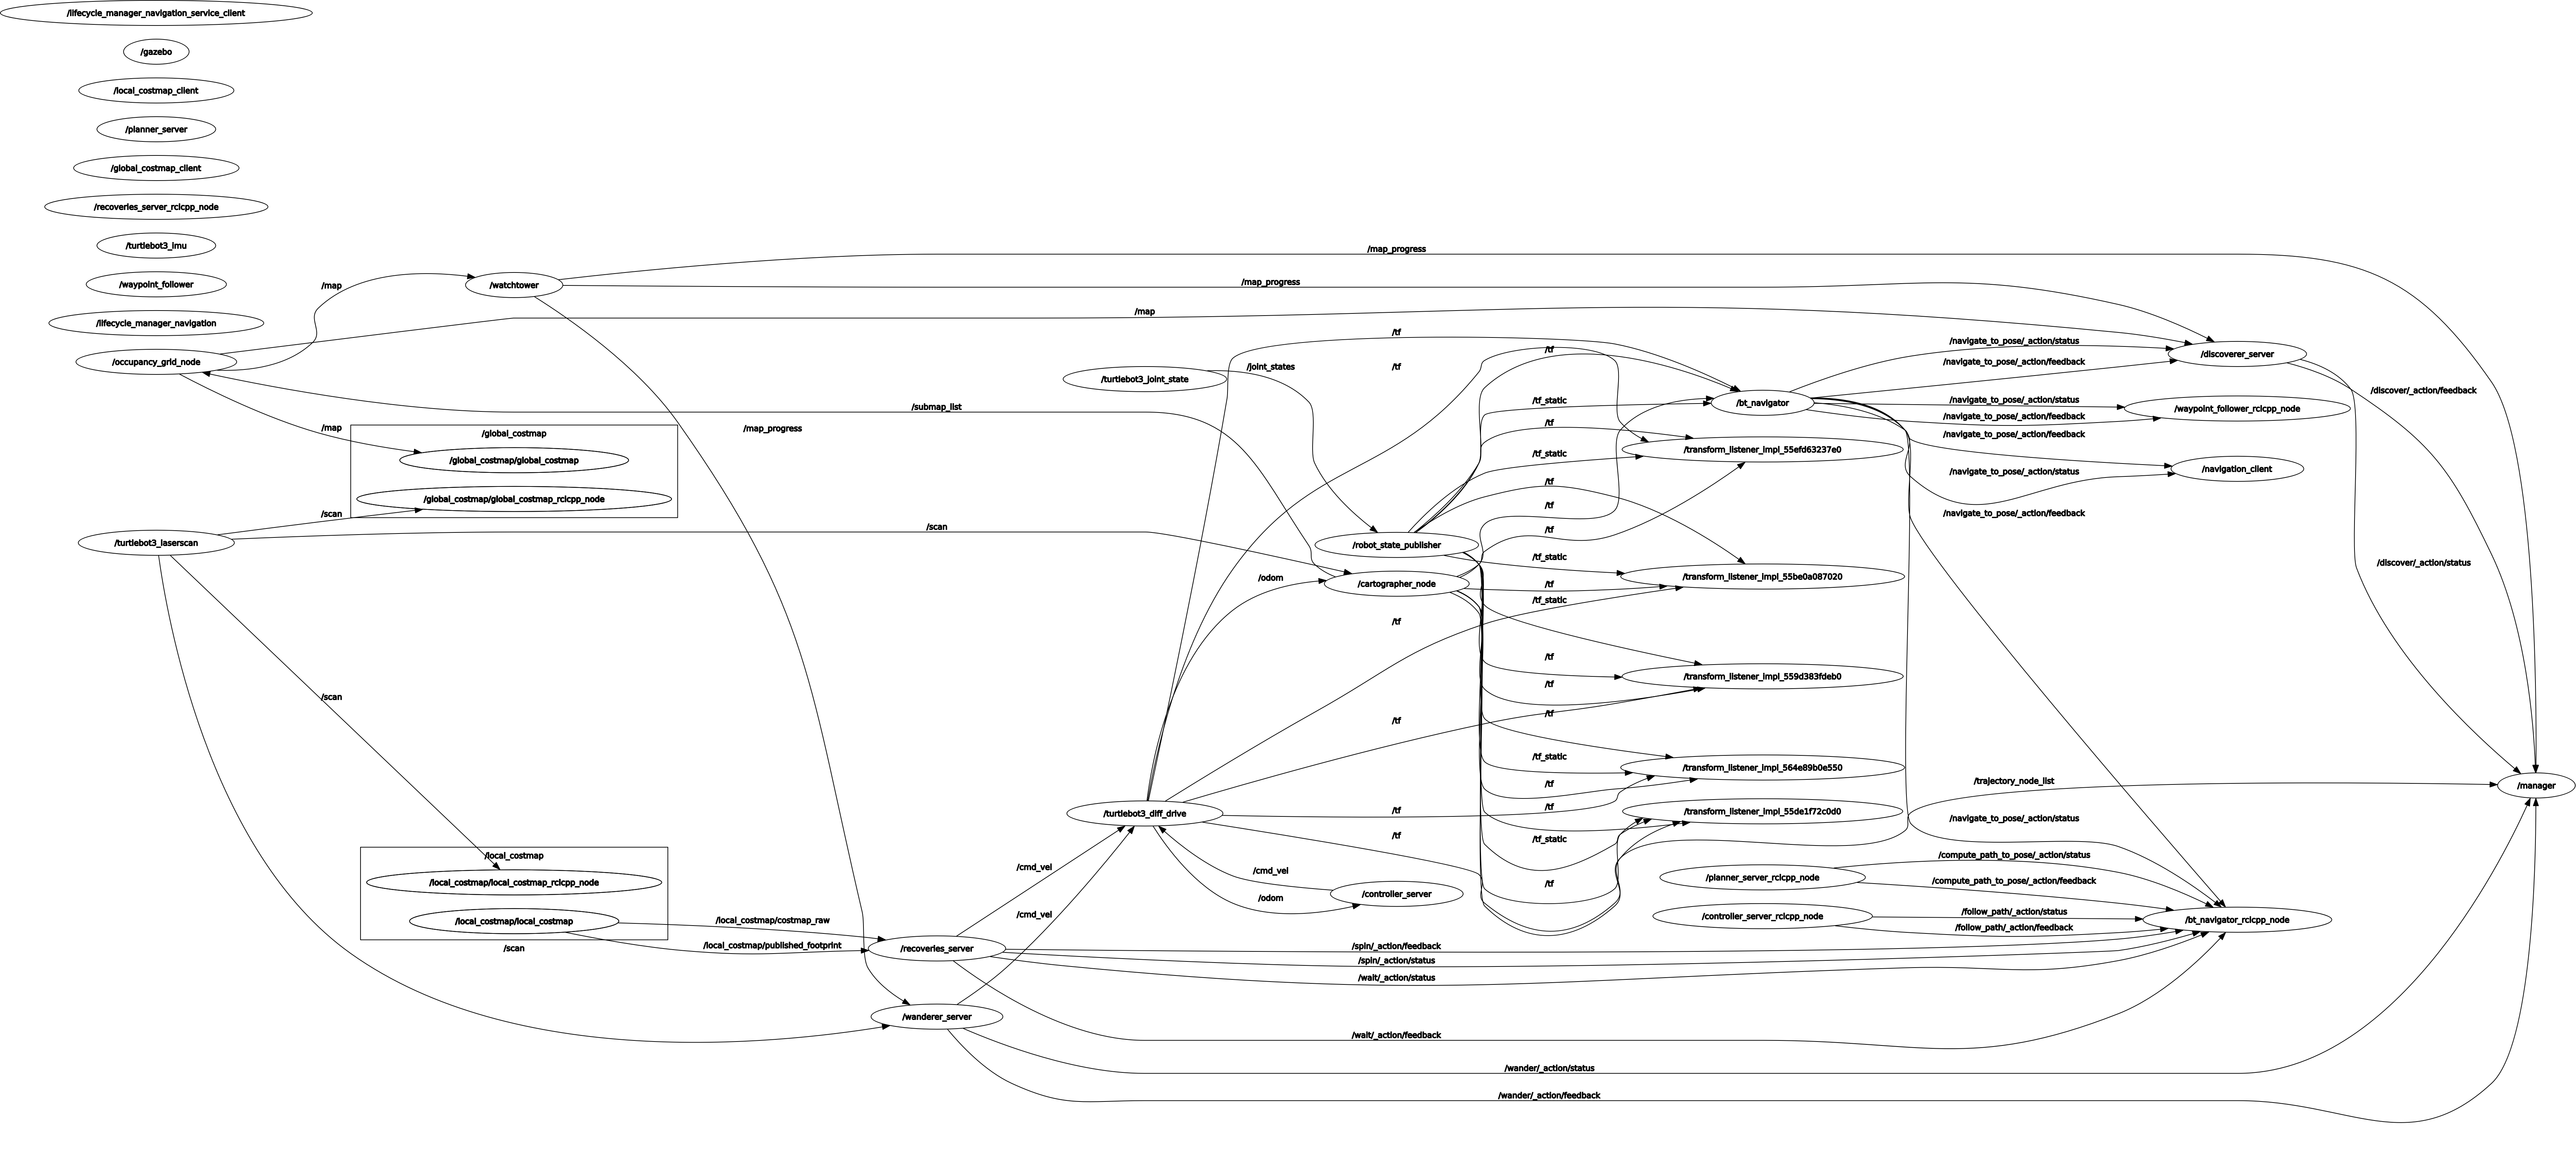 /lifecycle_manager_navigation_service_client
/gazebo
/local_costmap_client
/planner_server
/global_costmap_client
/recoveries_server_rclcpp_node
/turtlebot3_imu
/waypoint_follower
/lifecycle_manager_navigation
/occupancy_grid_node
/map
/watchtower
/map_progress
/map_progress
/map
/submap_list
/map
/map_progress
/global_costmap
/global_costmap/global_costmap
/global_costmap/global_costmap_rclcpp_node
/scan
/turtlebot3_laserscan
/scan
/scan
/local_costmap
/local_costmap/local_costmap_rclcpp_node
/local_costmap/local_costmap
/scan
/local_costmap/costmap_raw
/local_costmap/published_footprint
/recoveries_server
/wanderer_server
/cmd_vel
/cmd_vel
/turtlebot3_joint_state
/joint_states
/tf
/tf
/robot_state_publisher
/cartographer_node
/odom
/turtlebot3_diff_drive
/tf
/tf
/tf
/tf
/cmd_vel
/odom
/controller_server
/tf
/tf_static
/tf
/tf_static
/tf
/tf
/tf
/tf_static
/tf
/tf_static
/tf
/tf
/tf
/tf_static
/tf
/tf
/tf_static
/tf
/bt_navigator
/transform_listener_impl_55efd63237e0
/transform_listener_impl_55be0a087020
/transform_listener_impl_559d383fdeb0
/transform_listener_impl_564e89b0e550
/transform_listener_impl_55de1f72c0d0
/planner_server_rclcpp_node
/controller_server_rclcpp_node
/spin/_action/feedback
/spin/_action/status
/wait/_action/status
/wait/_action/feedback
/wander/_action/status
/wander/_action/feedback
/navigate_to_pose/_action/status
/navigate_to_pose/_action/feedback
/navigate_to_pose/_action/status
/navigate_to_pose/_action/feedback
/navigate_to_pose/_action/feedback
/navigate_to_pose/_action/status
/navigate_to_pose/_action/feedback
/trajectory_node_list
/navigate_to_pose/_action/status
/compute_path_to_pose/_action/status
/compute_path_to_pose/_action/feedback
/follow_path/_action/status
/follow_path/_action/feedback
/discoverer_server
/waypoint_follower_rclcpp_node
/navigation_client
/bt_navigator_rclcpp_node
/discover/_action/feedback
/discover/_action/status
/manager